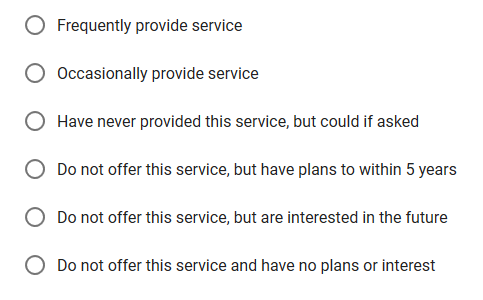 Frequently provide service
Occasionally provide service
Have never provided this service, but could if asked
Do not offer this service, but have plans to within 5 years
Do not offer this service, but are interested in the future
Do not offer this service and have no plans or interest